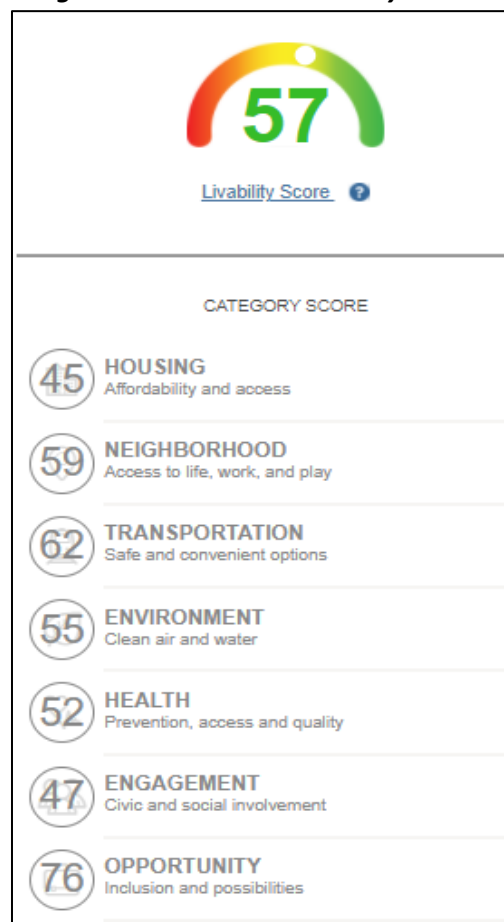 57
Livability Score ?
CATEGORY SCORE
45 HOUSING
Affordability and access
59 NEIGHBORHOOD
Access to life, work, and play
62 TRANSPORTATION
Safe and convenient options
55 ENVIRONMENT
Clean air and water
52 HEALTH
Prevention, access and quality
47 ENGAGEMENT
Civic and social involvement
76 OPPORTUNITY
Inclusion and possibilities